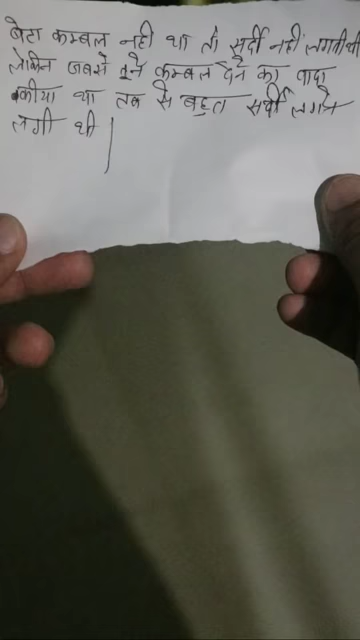 बेटा कम्बल नही था तो सर्दी नहीं लगती थी
लेकिन जबसे तुने कम्बल देने का वादा
कीया था तब से बहुत सर्दी लगने
लगी थी|